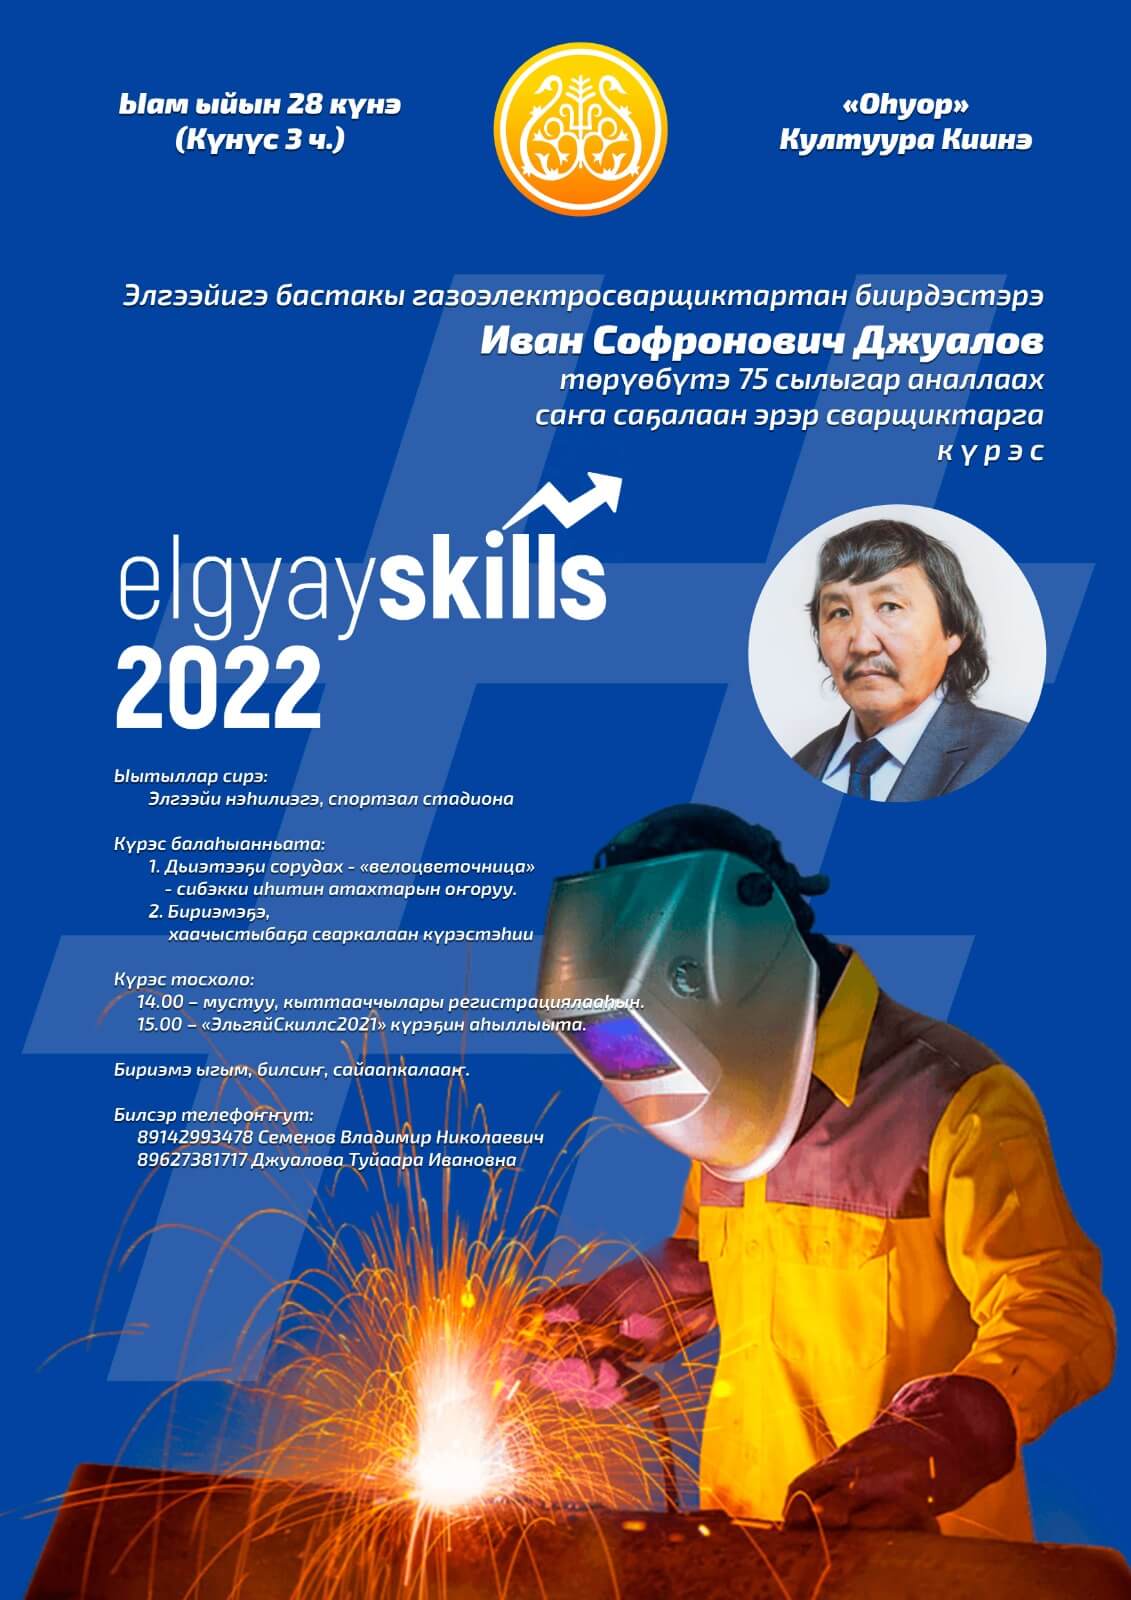 Ыам ыйын 28 күнэ
(Күнүс 3 ч.)
«Оһуор»
Култуура Киинэ
Элгээйигэ бастакы газоэлектросварщиктартан биирдэстэрэ
Иван Софронович Джуалов
төрүөбүтэ 75 сылыгар аналлаах
саҥа саҕалаан эрэр сварщиктарга
күрэс
elgyayskills
2022
Ыытыллар сирэ:
Элгээйи нэһилиэгэ, спортзал стадиона
Күрэс балаһыанньата:
1. Дьиэтээҕи сорудах - «велоцветочница»
- сибэкки иһитин атахтарын оҥоруу.
2. Бириэмэҕэ,
хаачыстыбаҕа сваркалаан күрэстэһии
Күрэс тосхоло:
14.00 – мустуу, кыттааччылары регистрациялааһын.
15.00 – «ЭльгяйСкиллс2021» күрэҕин аһыллыыта.
Бириэмэ ыгым, билсиҥ, сайаапкалааҥ.
Билсэр телефоҥҥут:
89142993478 Семенов Владимир Николаевич
89627381717 Джуалова Туйаара Ивановна